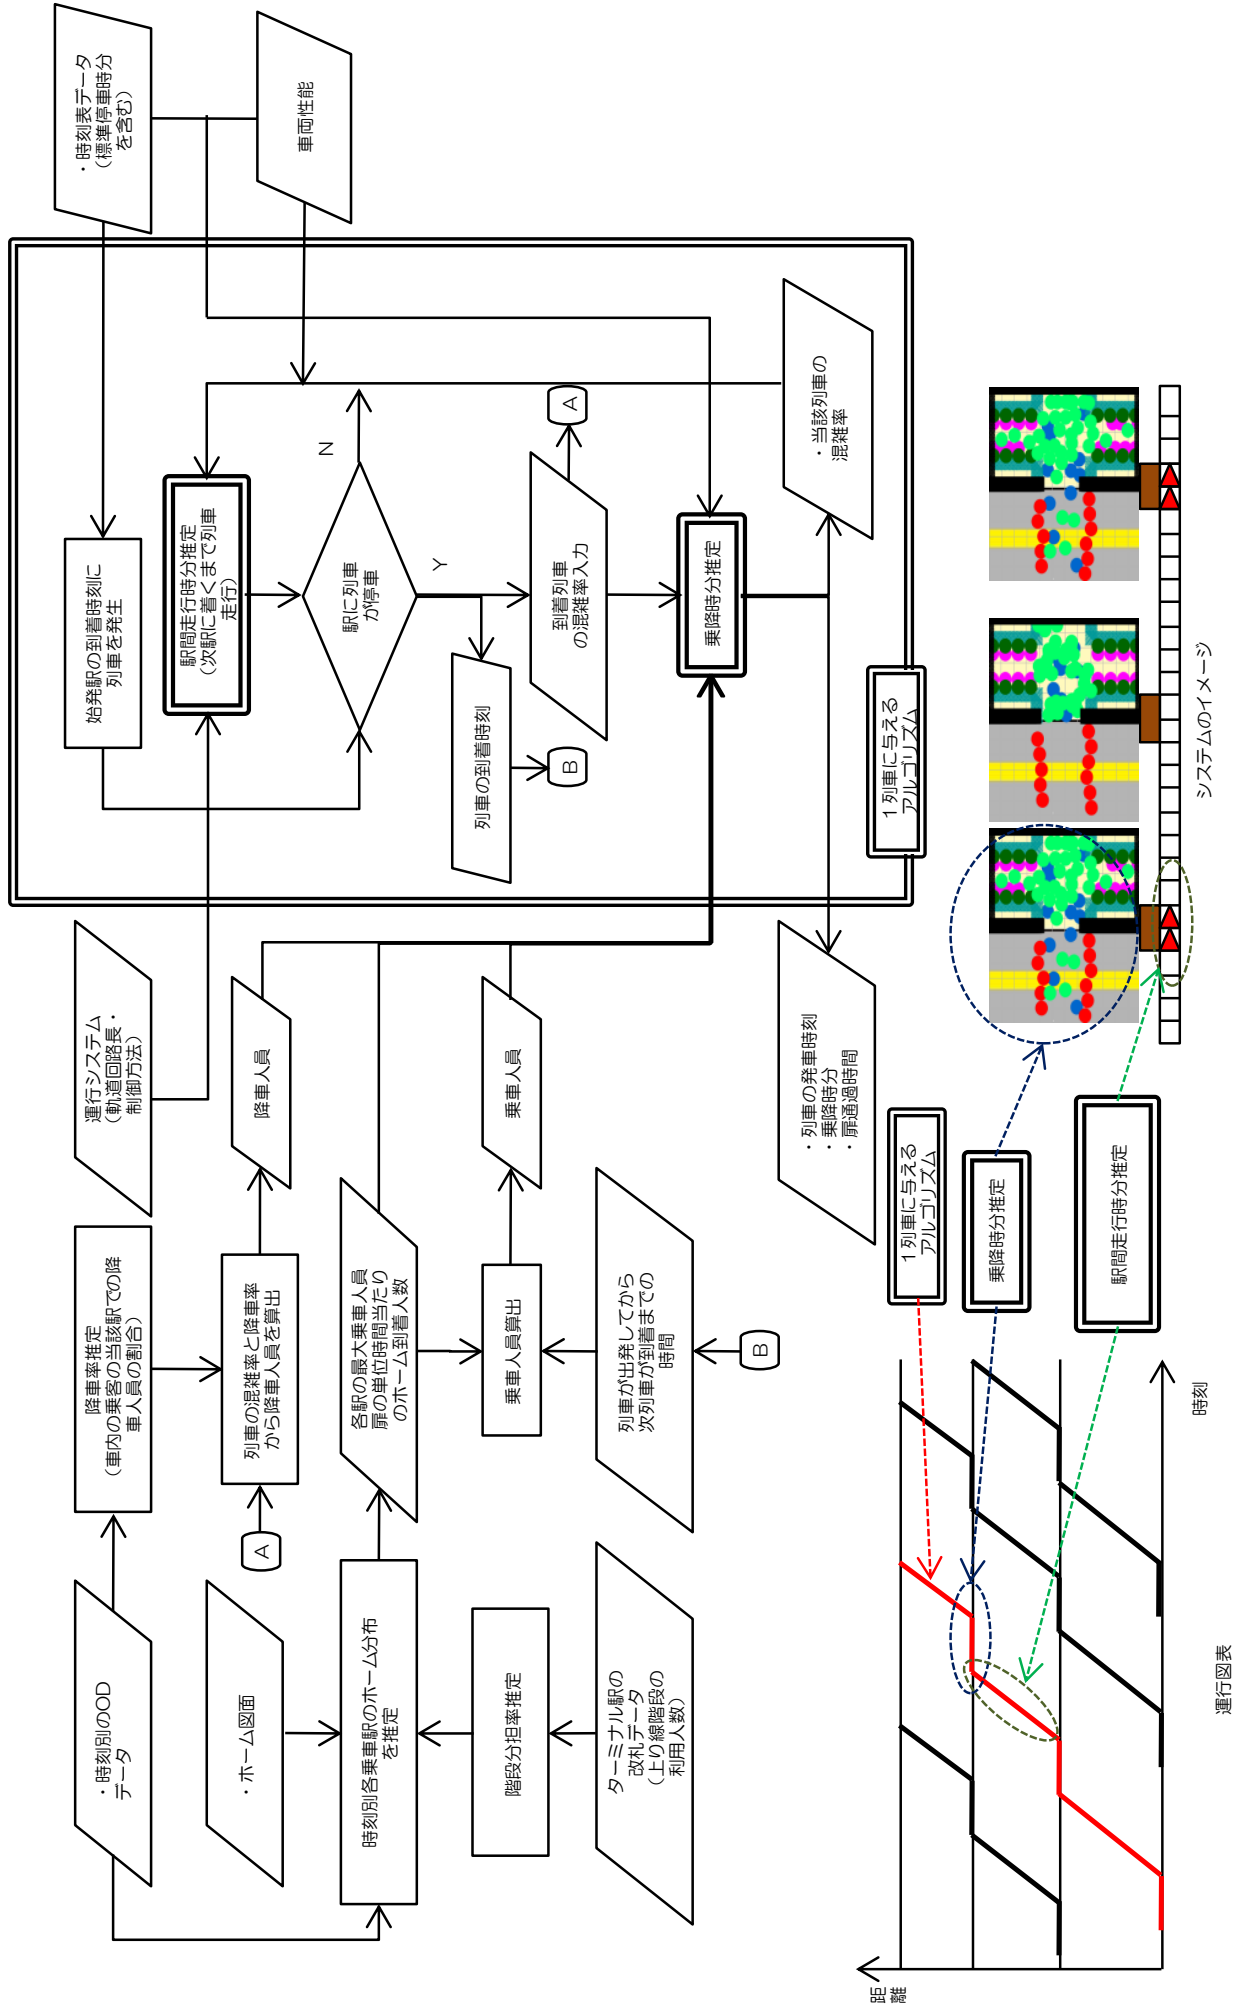 ・時刻別のOD
データ
降車率推定
（車内の乗客の当該駅での降
車人員の割合）
運行システム
（軌道回路長・
制御方法）
・時刻表データ
（標準停車時分
を含む）
車両性能
・ホーム図面
A
列車の混雑率と降車率
から降車人員を算出
降車人員
時刻別各乗車駅のホーム分布
を推定
各駅の最大乗車人員
扉の単位時間当たり
のホーム到着人数
階段分担率推定
乗車人員算出
乗車人員
ターミナル駅の
改札データ
（上り線階段の
利用人数）
列車が出発してから
次列車が到着までの
時間
B
始発駅の到着時刻に
列車を発生
駅間走行時分推定
（次駅に着くまで列車
走行）
駅に列車
が停車
N
Y
列車の到着時刻
B
到着列車
の混雑率入力
A
乗降時分推定
・当該列車の
混雑率
１列車に与える
アルゴリズム
・列車の発車時刻
・乗降時分
・扉通過時間
１列車に与える
アルゴリズム
乗降時分推定
駅間走行時分推定
距
離
時刻
運行図表
システムのイメージ